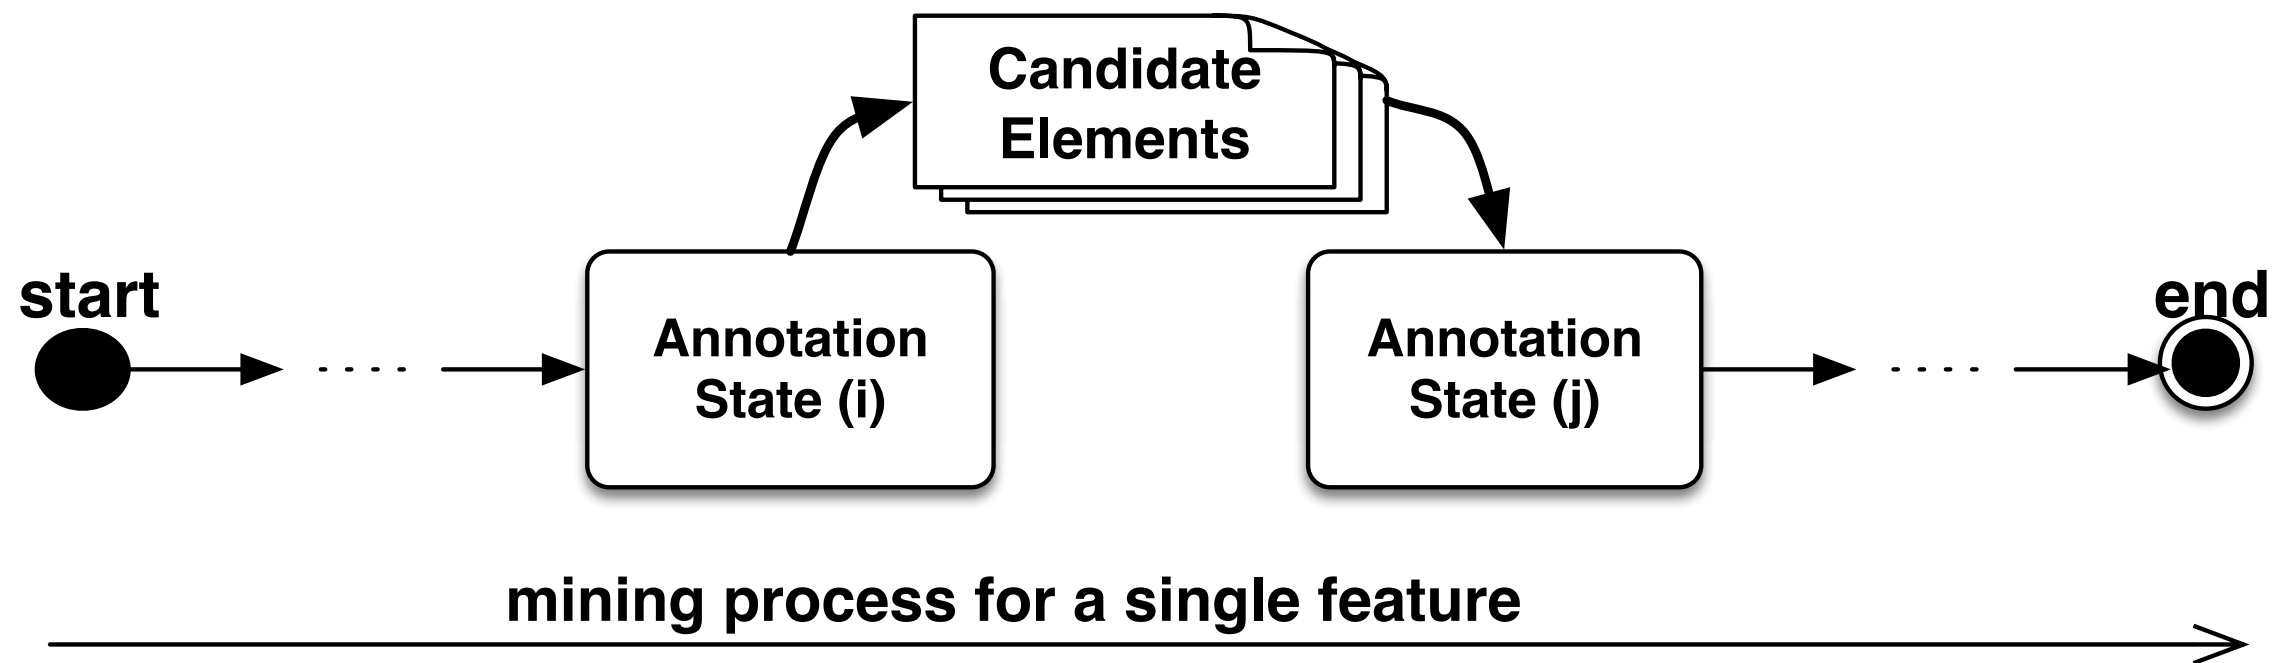 Candidate
Elements
start
end
Annotation
State (i)
Annotation
State (j)
mining process for a single feature